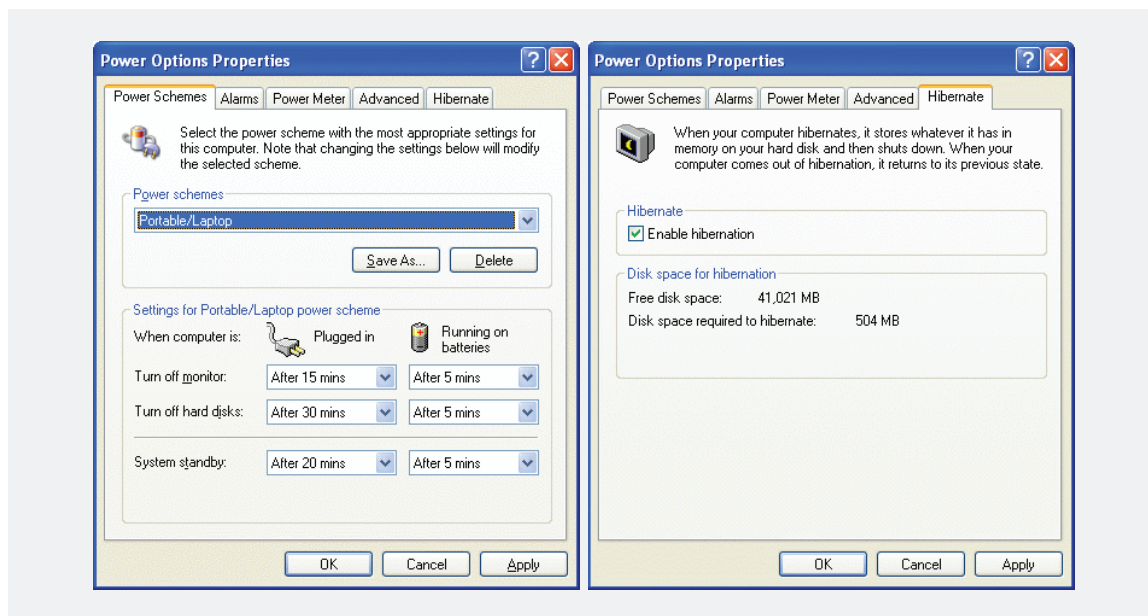 Power Options Properties
Power Schemes Alarms Power Meter Advanced Hibernate
Select the power scheme with the most appropriate settings for
this computer. Note that changing the settings below will modify
the selected scheme.
Power schemes
Portable/Laptop
Save As... Delete
Settings for Portable/Laptop power scheme
When computer is: Plugged in Running on
batteries
Turn off monitor: After 15 mins After 5 mins
Turn off hard disks: After 30 mins After 5 mins
System standby: After 20 mins After 5 mins
OK Cancel Apply
Power Options Properties
Power Schemes Alarms Power Meter Advanced Hibernate
When your computer hibernates, it stores whatever it has in
memory on your hard disk and then shuts down. When your
computer comes out of hibernation, it returns to its previous state.
Hibernate
Enable hibernation
Disk space for hibernation
Free disk space: 41,021 MB
Disk space required to hibernate: 504 MB
OK Cancel Apply